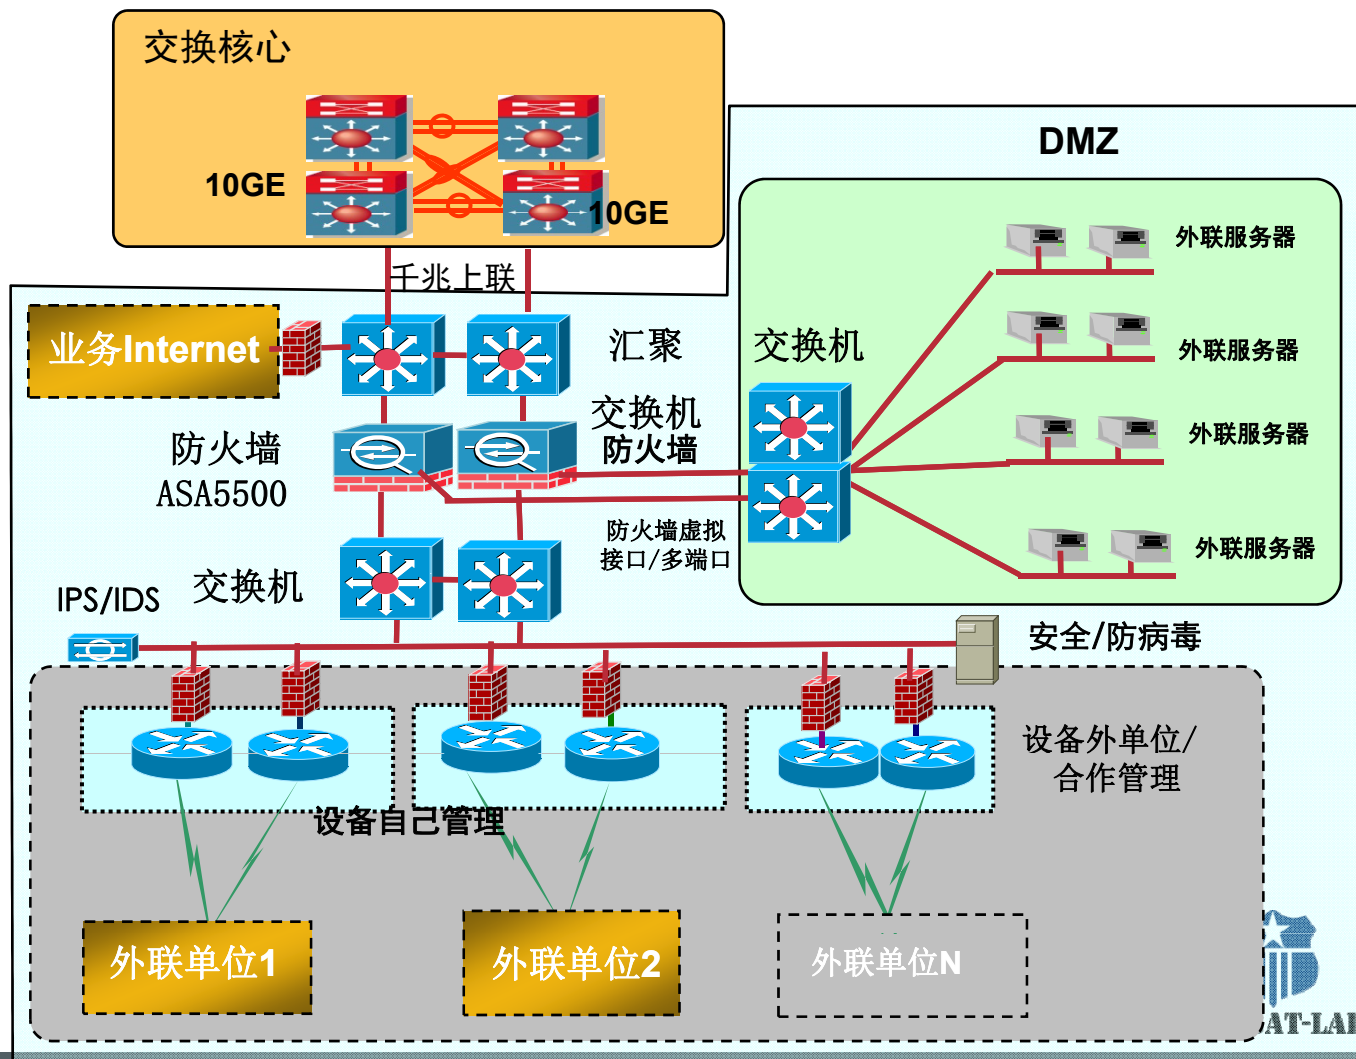 交换核心
DMZ
10GE
10GE
外联服务器
千兆上联
业务Internet
汇聚
交换机
外联服务器
交换机
防火墙
防火墙
ASA5500
外联服务器
防火墙虚拟
接口/多端口
外联服务器
IPS/IDS
交换机
安全/防病毒
设备外单位/
合作管理
设备自己管理
外联单位1
外联单位2
外联单位N